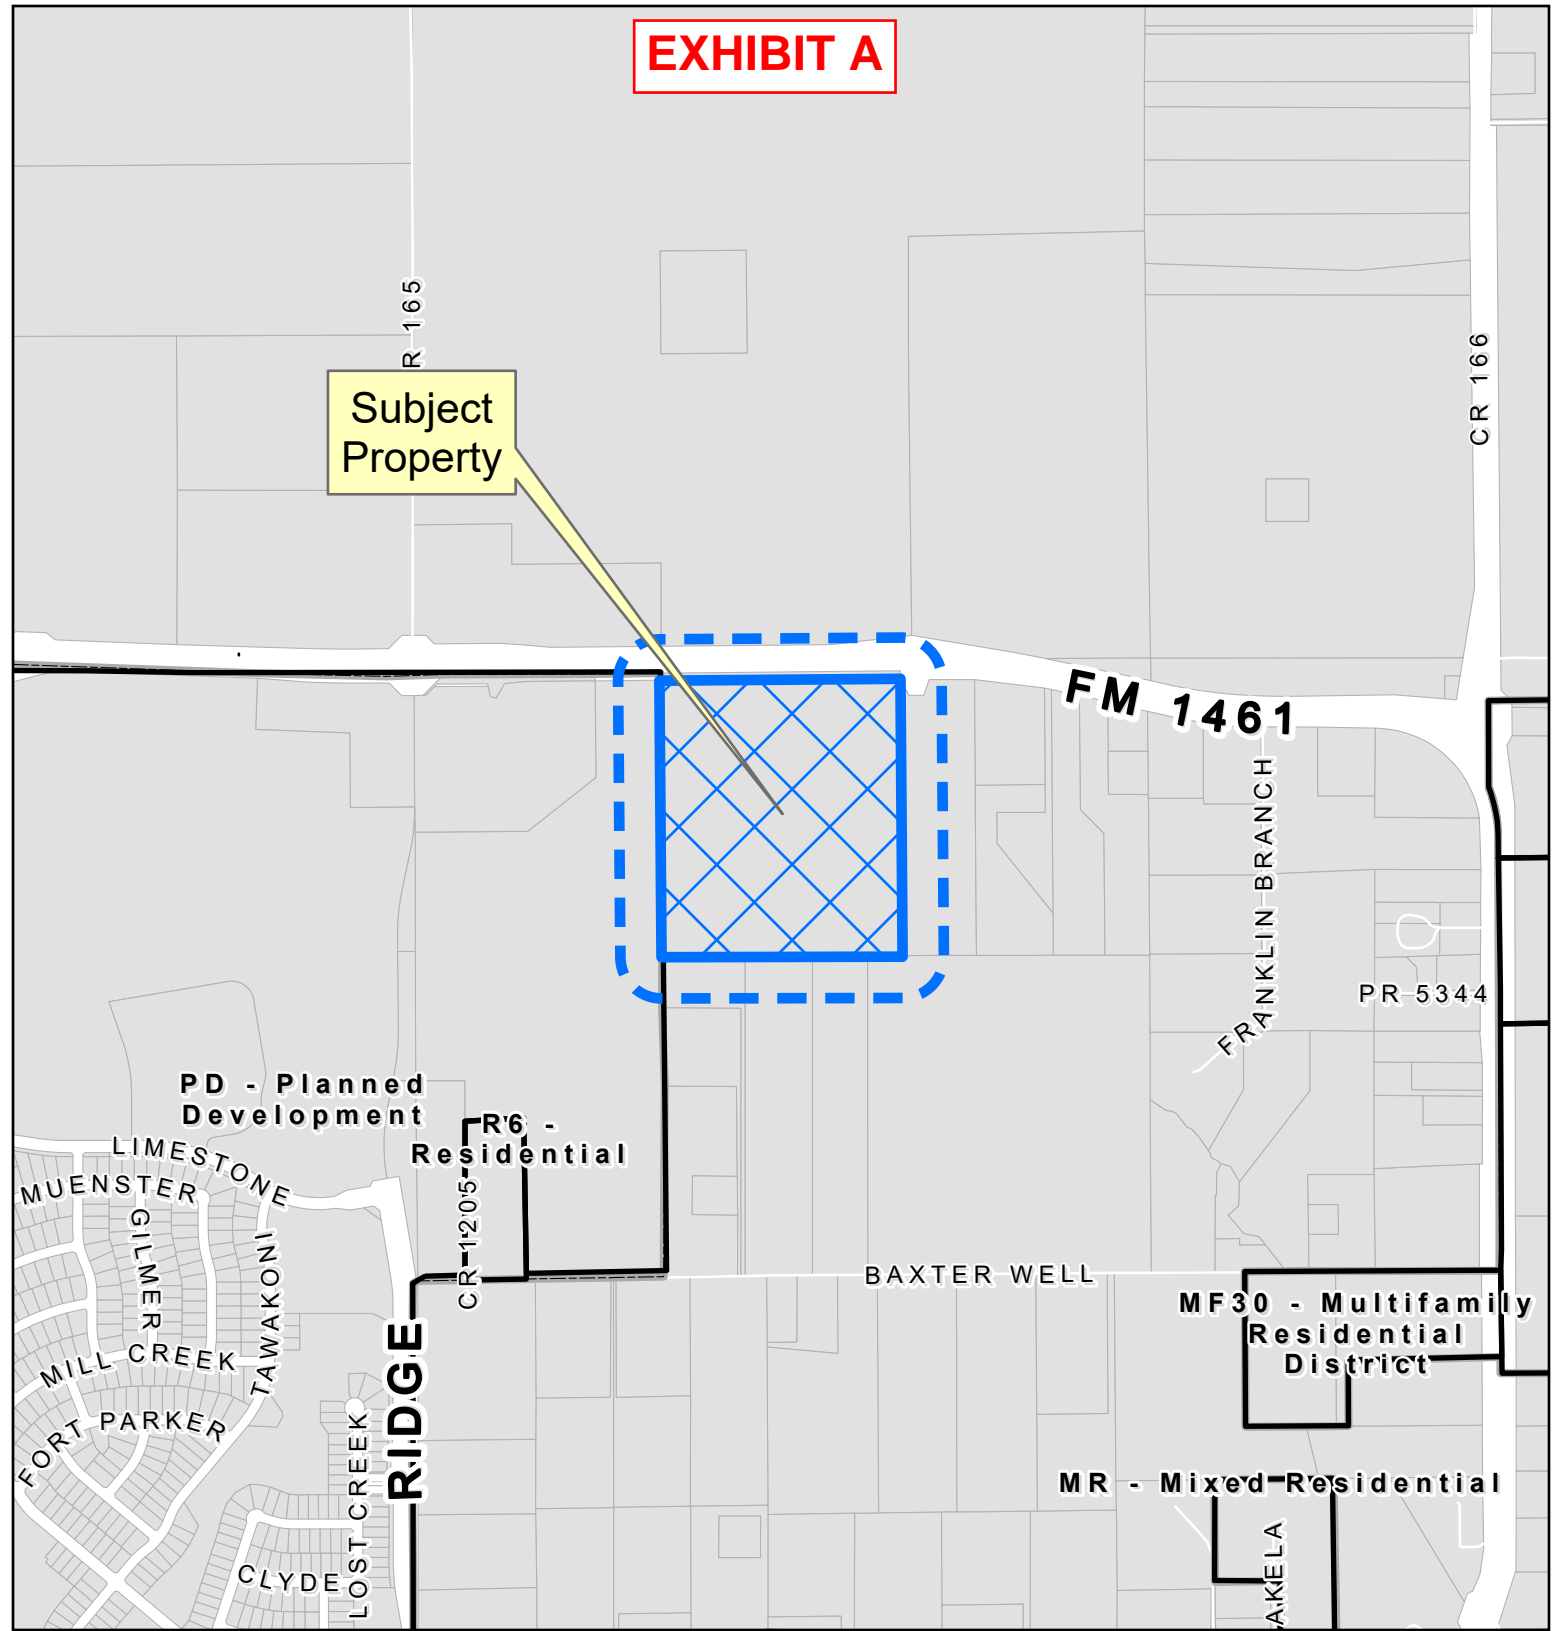 EXHIBIT A
R 165
CR 166
Subject
Property
FM 1461
FRANKLIN BRANCH
PR 5344
PD - Planned
Development
R6 -
Residential
LIMESTONE
MUENSTER
GILMER
TAWAKONI
CR 1205
BAXTER WELL
MF30 - Multifamily
Residential
District
MILL CREEK
RIDGE
FORT PARKER
LOST CREEK
MR - Mixed Residential
CLYDE
AKELA